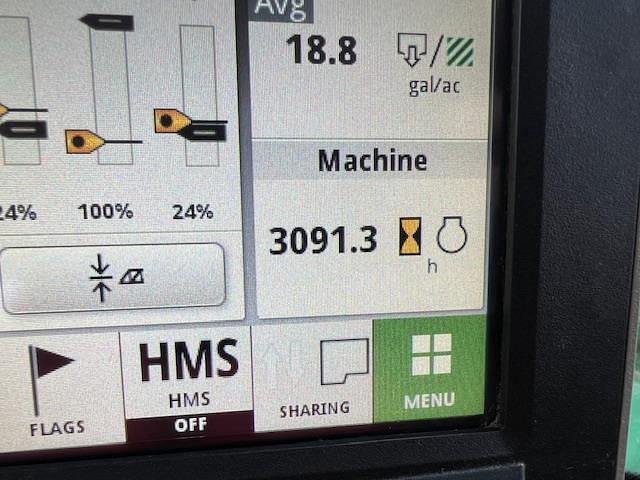 Avg
18.8
gal/ac
Machine
3091.3
h
24% 100% 24%
FLAGS
HMS
HMS
OFF
SHARING
MENU